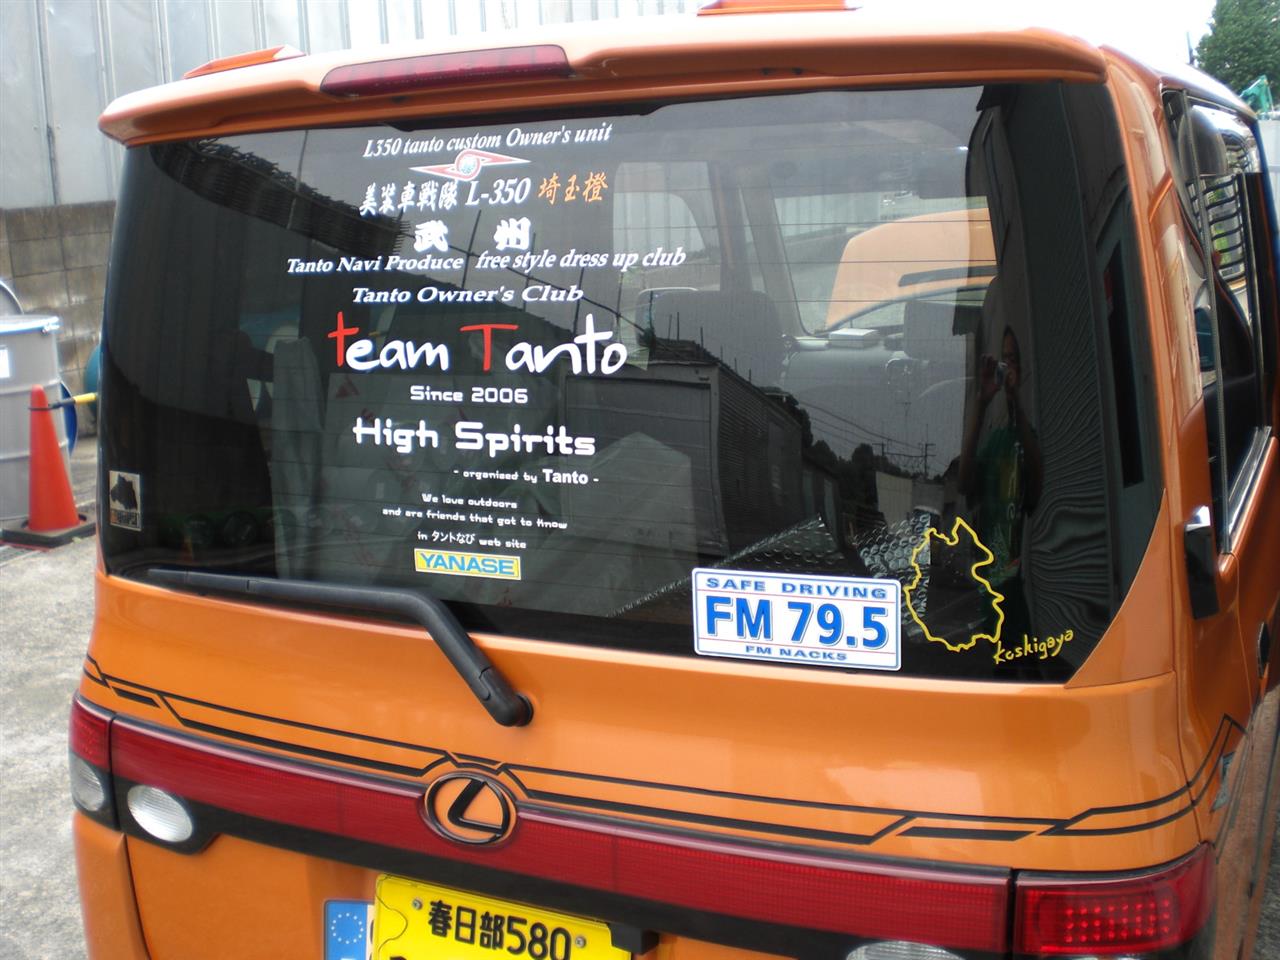 L350 tanto custom Owner's unit
美装車戦隊 L-350 埼玉橙
武州
Tanto Navi Produce free style dress up club
Tanto Owner's Club
team Tanto
Since 2006
High Spirits
- organised by Tanto -
We love outdoors
and are friends that got to know
in タントなび web site
YANASE
SAFE DRIVING
FM 79.5
FM NACK5
Koshigaya
春日部580